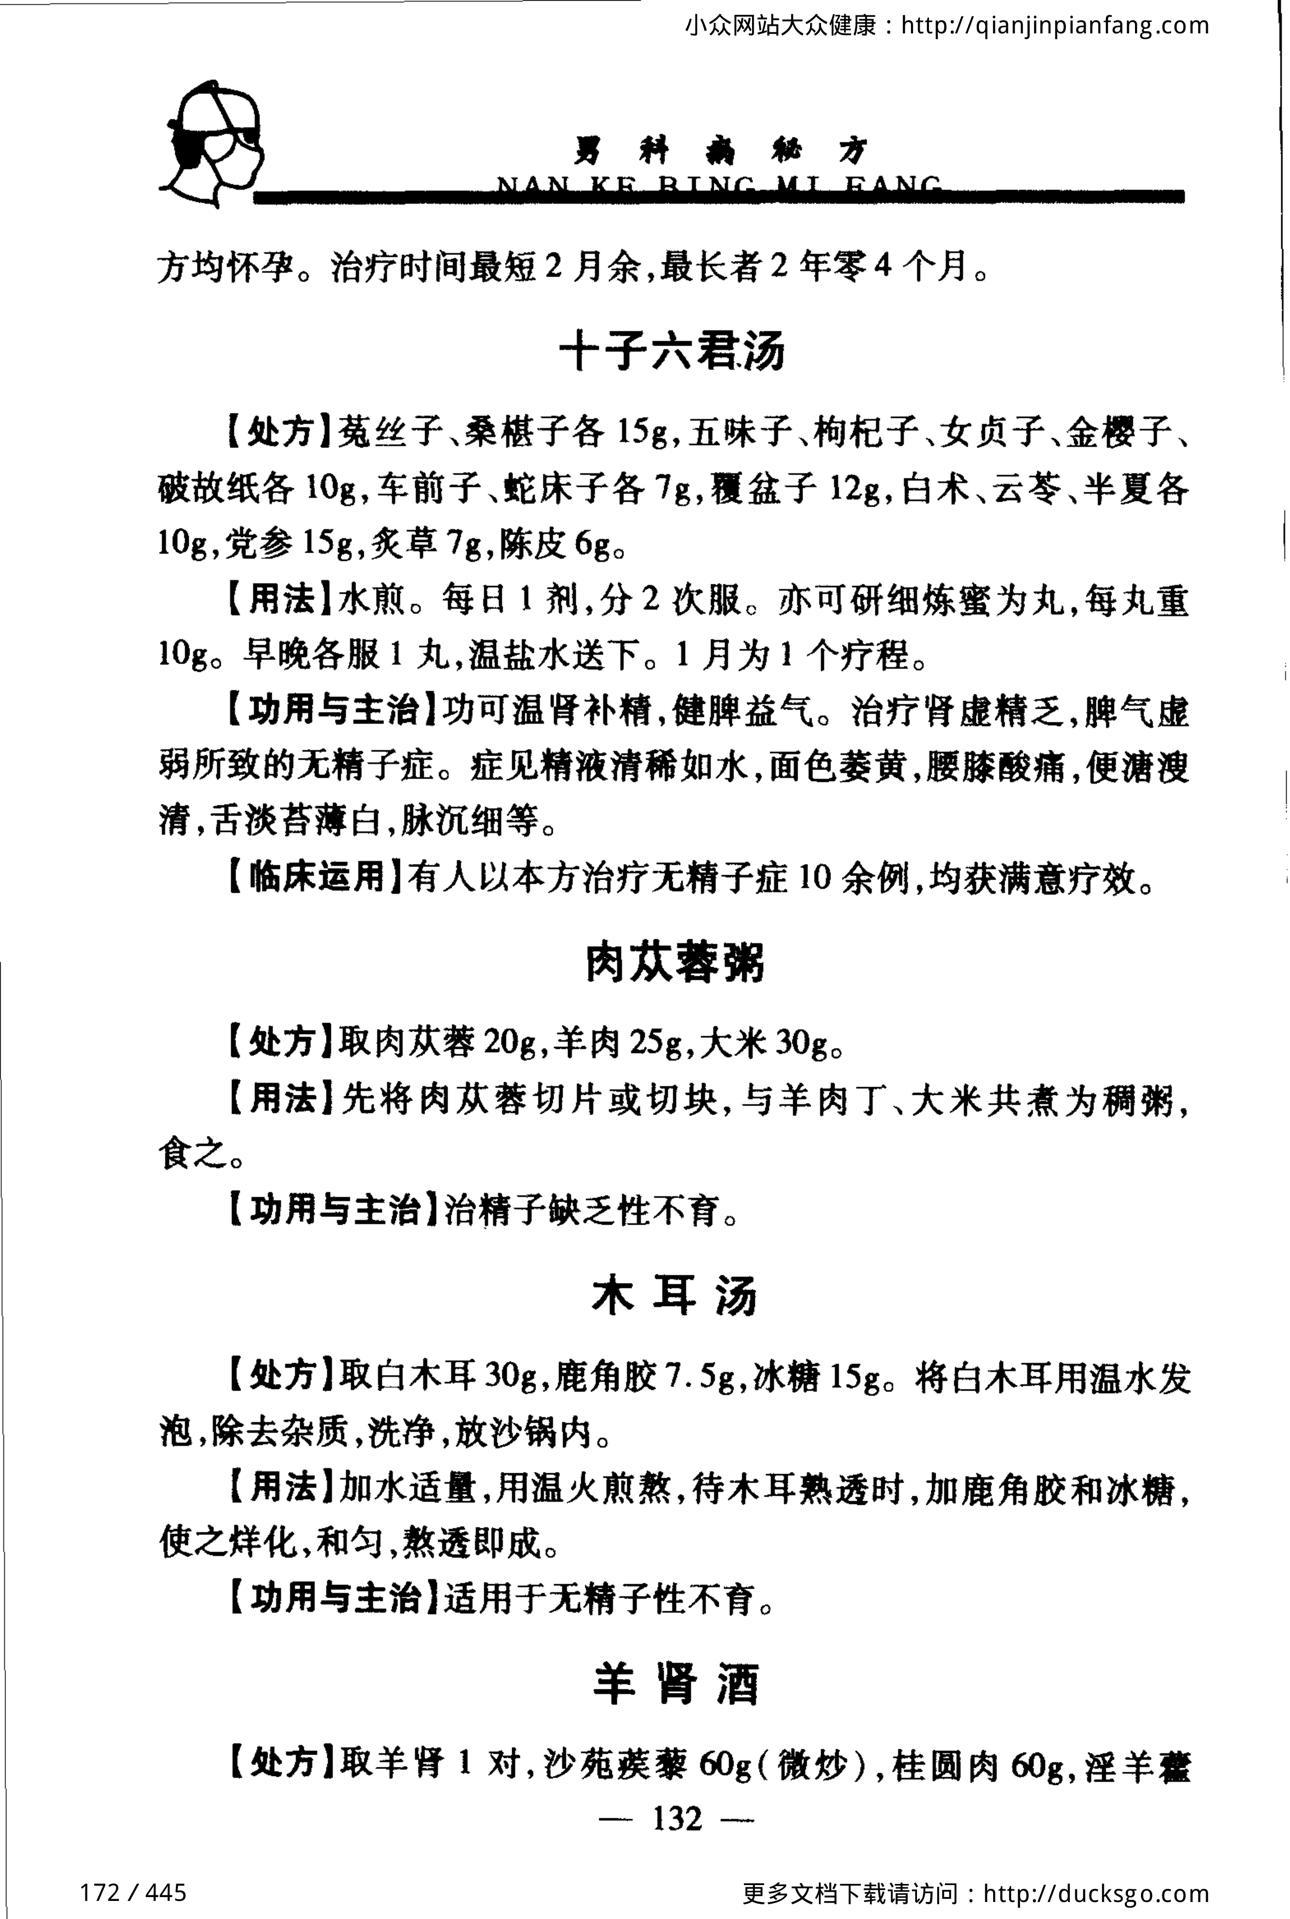 小众网站大众健康：http://qianjinpianfang.com
男科病秘方
NAN KE BING MI FANG
方均怀孕。治疗时间最短2月余,最长者2年零4个月。
十子六君汤
【处方】菟丝子、桑椹子各15g,五味子、枸杞子、女贞子、金樱子、
破故纸各10g,车前子、蛇床子各7g,覆盆子12g,白术、云苓、半夏各
10g,党参15g,炙草7g,陈皮6g。
【用法】水煎。每日1剂,分2次服。亦可研细炼蜜为丸,每丸重
10g。早晚各服1丸,温盐水送下。1月为1个疗程。
【功用与主治】功可温肾补精,健脾益气。治疗肾虚精乏,脾气虚
弱所致的无精子症。症见精液清稀如水,面色萎黄,腰膝酸痛,便溏溲
清,舌淡苔薄白,脉沉细等。
【临床运用】有人以本方治疗无精子症10余例,均获满意疗效。
肉苁蓉粥
【处方】取肉苁蓉20g,羊肉25g,大米30g。
【用法】先将肉苁蓉切片或切块,与羊肉丁、大米共煮为稠粥,
食之。
【功用与主治】治精子缺乏性不育。
木耳汤
【处方】取白木耳30g,鹿角胶7.5g,冰糖15g。将白木耳用温水发
泡,除去杂质,洗净,放沙锅内。
【用法】加水适量,用温火煎熬,待木耳熟透时,加鹿角胶和冰糖,
使之烊化,和匀,熬透即成。
【功用与主治】适用于无精子性不育。
羊肾酒
【处方】取羊肾1对,沙苑蒺藜60g(微炒),桂圆肉60g,淫羊藿
— 132 —
172 / 445
更多文档下载请访问：http://ducksgo.com